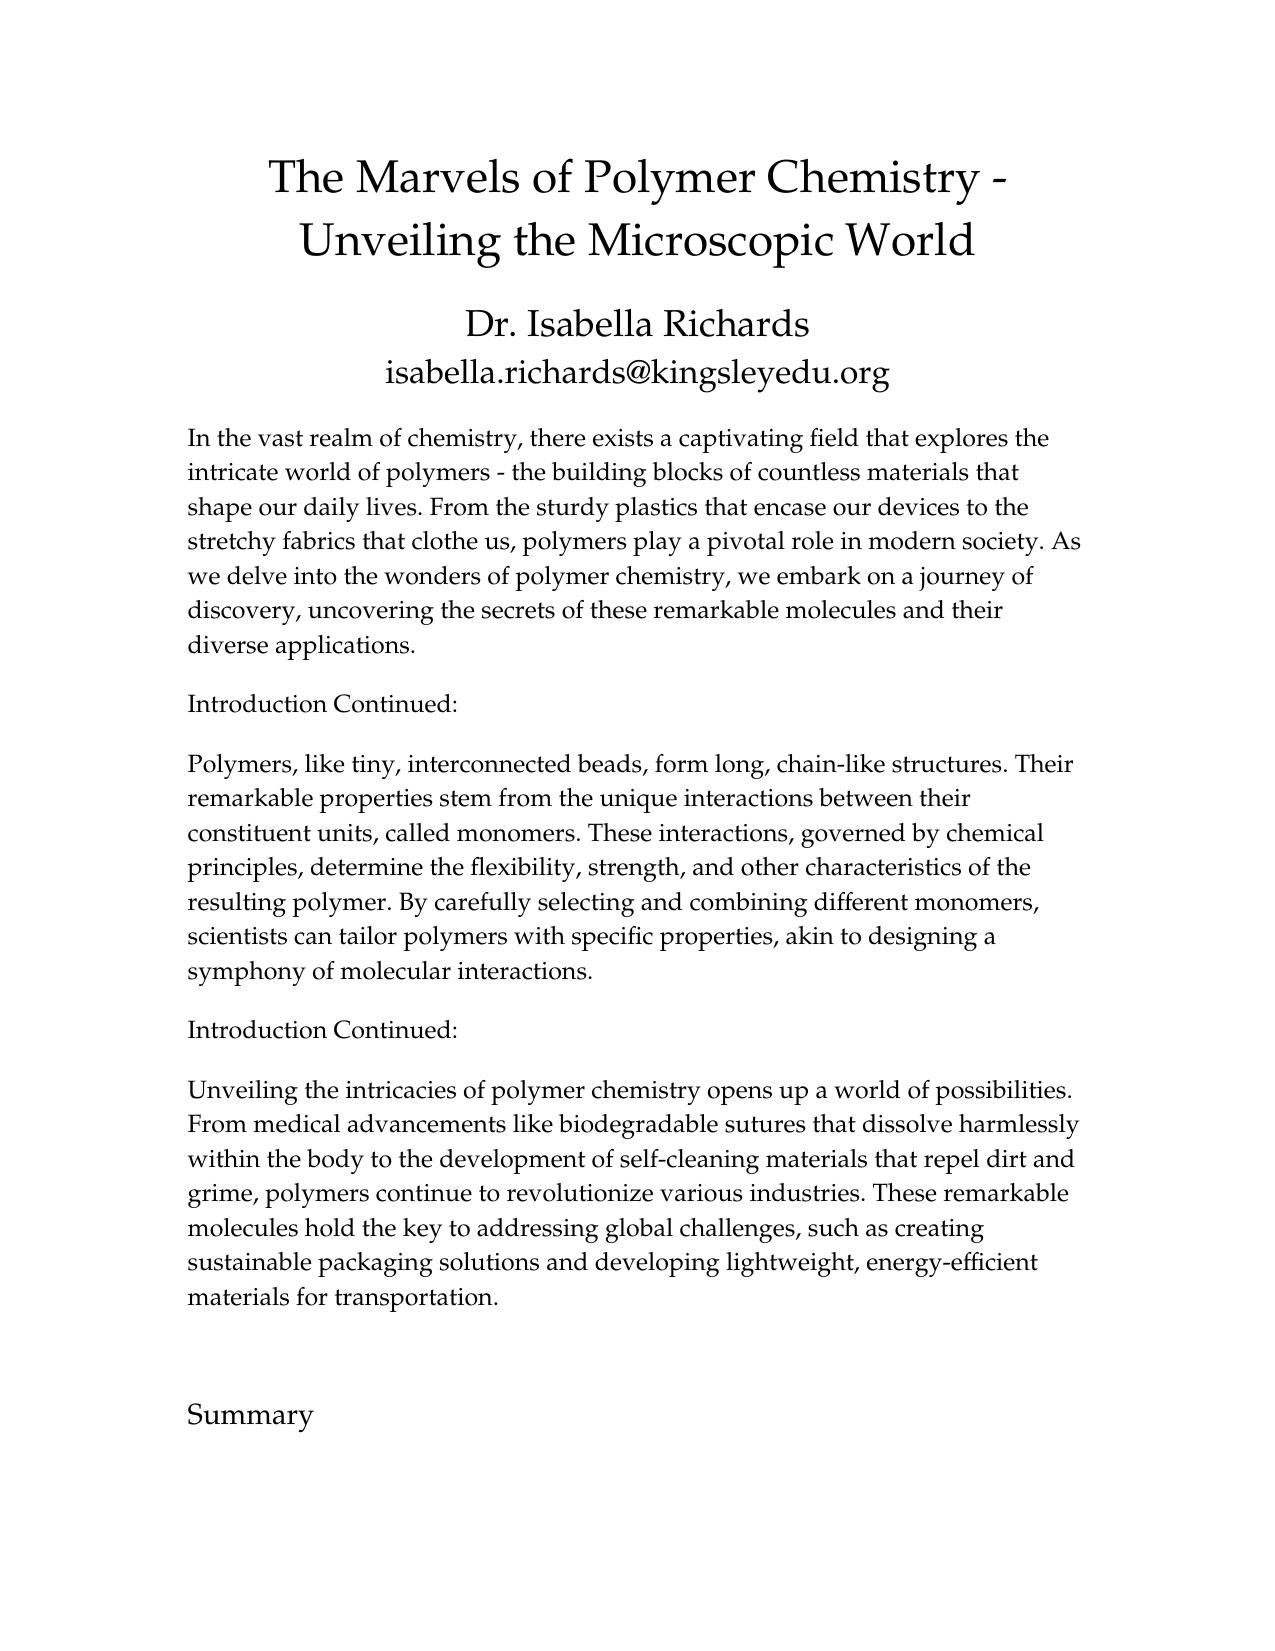 The Marvels of Polymer Chemistry -
Unveiling the Microscopic World
Dr. Isabella Richards
isabella.richards@kingsleyedu.org
In the vast realm of chemistry, there exists a captivating field that explores the
intricate world of polymers - the building blocks of countless materials that
shape our daily lives. From the sturdy plastics that encase our devices to the
stretchy fabrics that clothe us, polymers play a pivotal role in modern society. As
we delve into the wonders of polymer chemistry, we embark on a journey of
discovery, uncovering the secrets of these remarkable molecules and their
diverse applications.
Introduction Continued:
Polymers, like tiny, interconnected beads, form long, chain-like structures. Their
remarkable properties stem from the unique interactions between their
constituent units, called monomers. These interactions, governed by chemical
principles, determine the flexibility, strength, and other characteristics of the
resulting polymer. By carefully selecting and combining different monomers,
scientists can tailor polymers with specific properties, akin to designing a
symphony of molecular interactions.
Introduction Continued:
Unveiling the intricacies of polymer chemistry opens up a world of possibilities.
From medical advancements like biodegradable sutures that dissolve harmlessly
within the body to the development of self-cleaning materials that repel dirt and
grime, polymers continue to revolutionize various industries. These remarkable
molecules hold the key to addressing global challenges, such as creating
sustainable packaging solutions and developing lightweight, energy-efficient
materials for transportation.
Summary